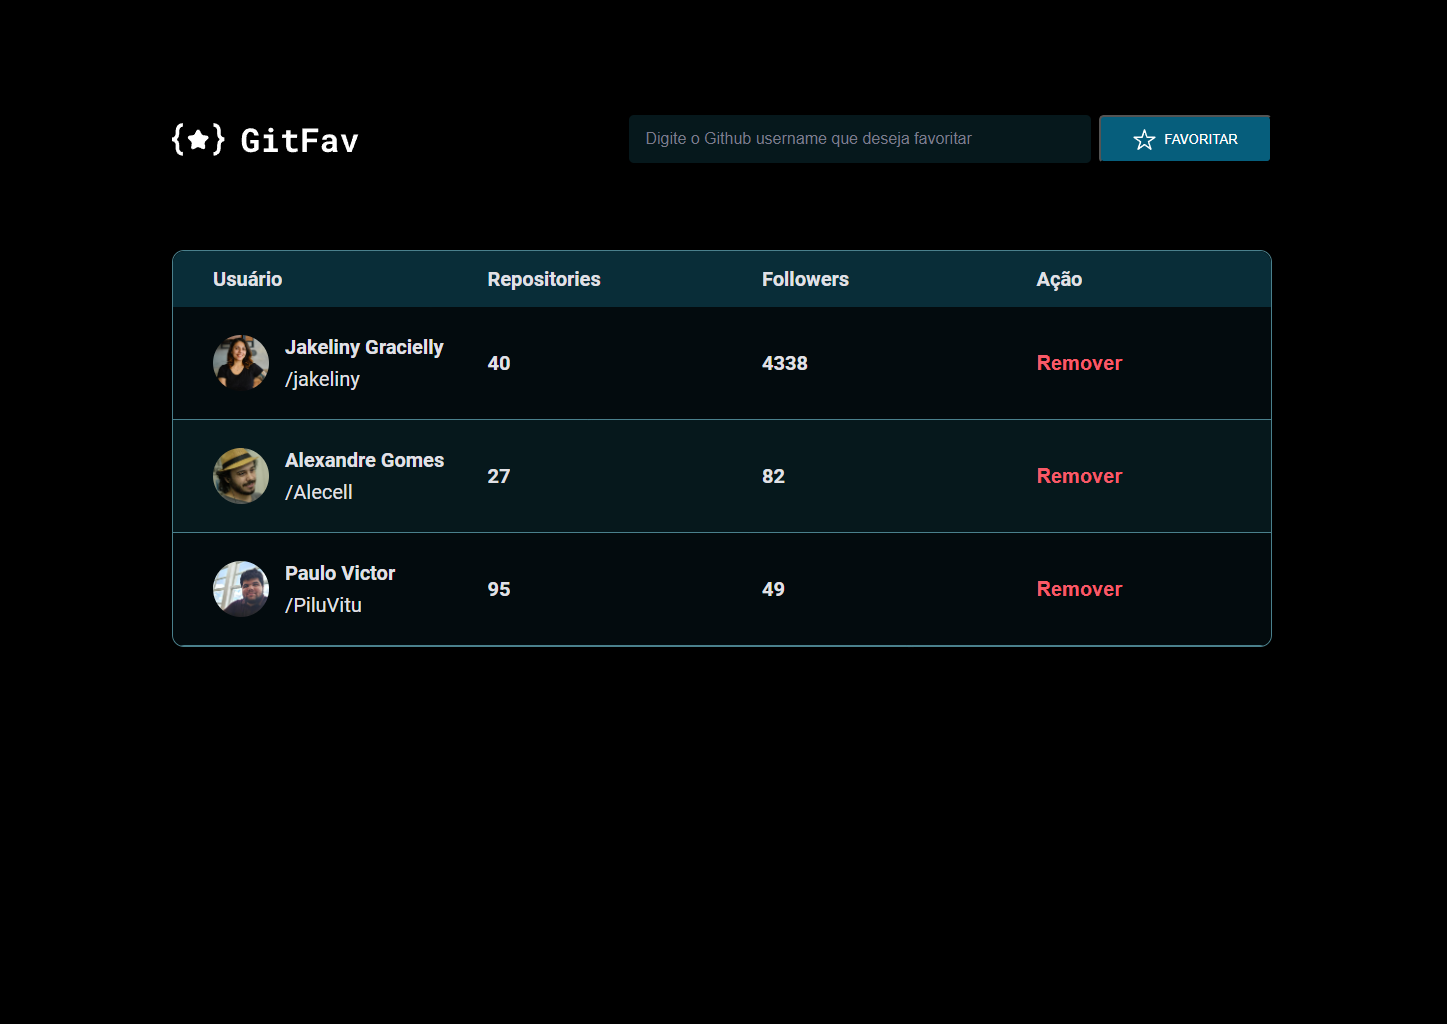 {★} GitFav
Digite o Github username que deseja favoritar
FAVORITAR
Usuário Repositories Followers Ação
Jakeliny Gracielly
/jakeliny
40 4338 Remover
Alexandre Gomes
/Alecell
27 82 Remover
Paulo Victor
/PiluVitu
95 49 Remover